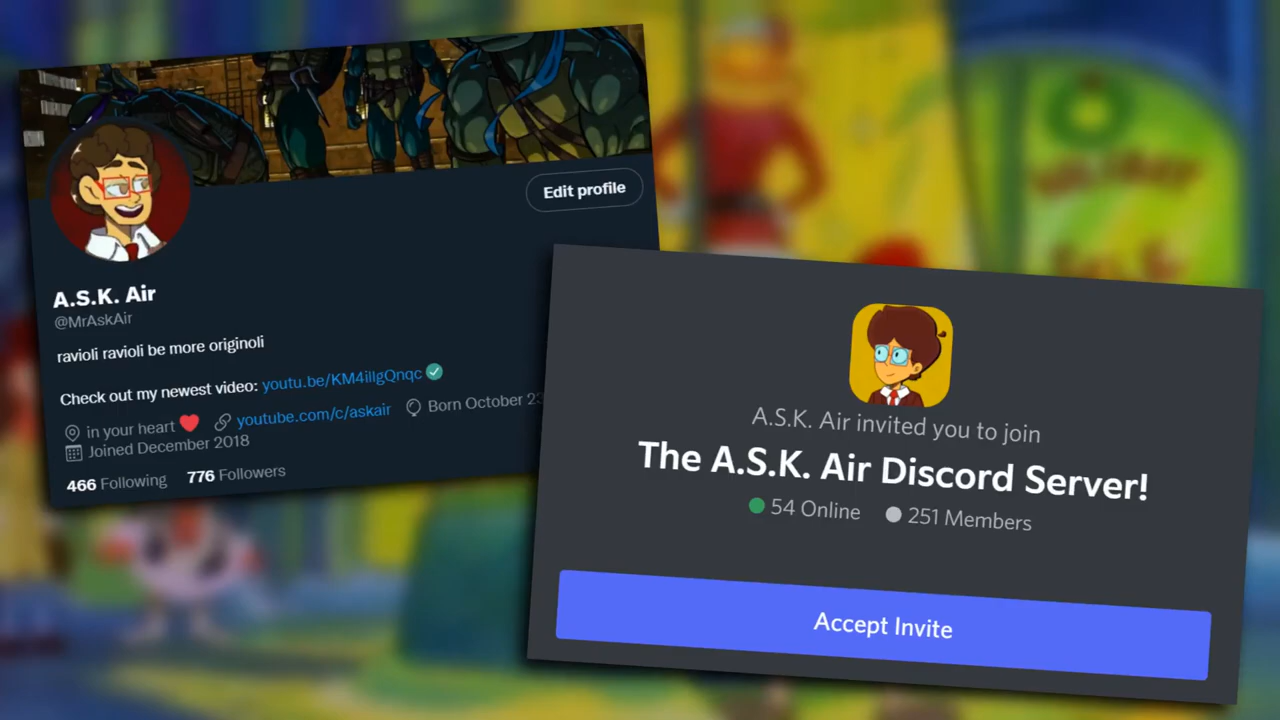 Edit profile
A.S.K. Air
@MrAskAir
ravioli ravioli be more originoli
Check out my newest video: youtu.be/KM4illgQnqc
in your heart youtube.com/c/askair Born October 23
Joined December 2018
466 Following 776 Followers
A.S.K. Air invited you to join
The A.S.K. Air Discord Server!
54 Online 251 Members
Accept Invite